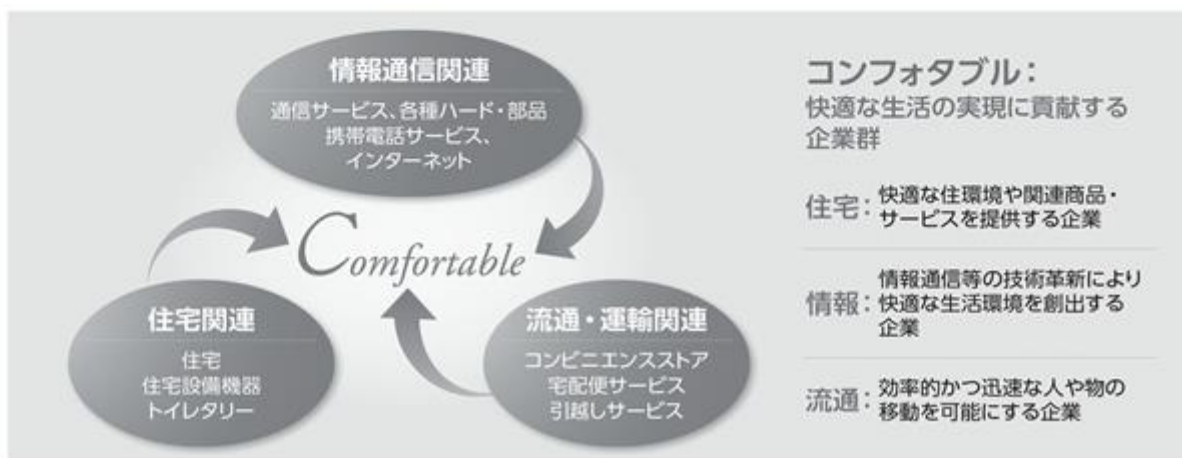 情報通信関連
通信サービス、各種ハード・部品
携帯電話サービス、
インターネット
Comfortable
住宅関連
住宅
住宅設備機器
トイレタリー
流通・運輸関連
コンビニエンスストア
宅配便サービス
引越しサービス
コンフォタブル：
快適な生活の実現に貢献する
企業群
住宅：快適な住環境や関連商品・
サービスを提供する企業
情報：情報通信等の技術革新により
快適な生活環境を創出する
企業
流通：効率的かつ迅速な人や物の
移動を可能にする企業